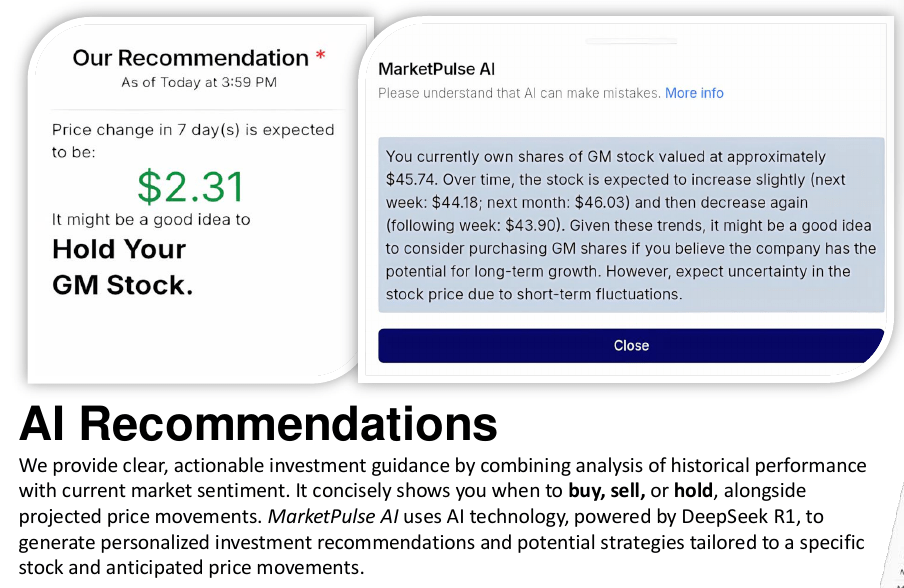 Our Recommendation *
As of Today at 3:59 PM
Price change in 7 day(s) is expected
to be:
$2.31
It might be a good idea to
Hold Your
GM Stock.
MarketPulse AI
Please understand that AI can make mistakes. More info
You currently own shares of GM stock valued at approximately
$45.74. Over time, the stock is expected to increase slightly (next
week: $44.18; next month: $46.03) and then decrease again
(following week: $43.90). Given these trends, it might be a good idea
to consider purchasing GM shares if you believe the company has the
potential for long-term growth. However, expect uncertainty in the
stock price due to short-term fluctuations.
Close
AI Recommendations
We provide clear, actionable investment guidance by combining analysis of historical performance
with current market sentiment. It concisely shows you when to buy, sell, or hold, alongside
projected price movements. MarketPulse AI uses AI technology, powered by DeepSeek R1, to
generate personalized investment recommendations and potential strategies tailored to a specific
stock and anticipated price movements.